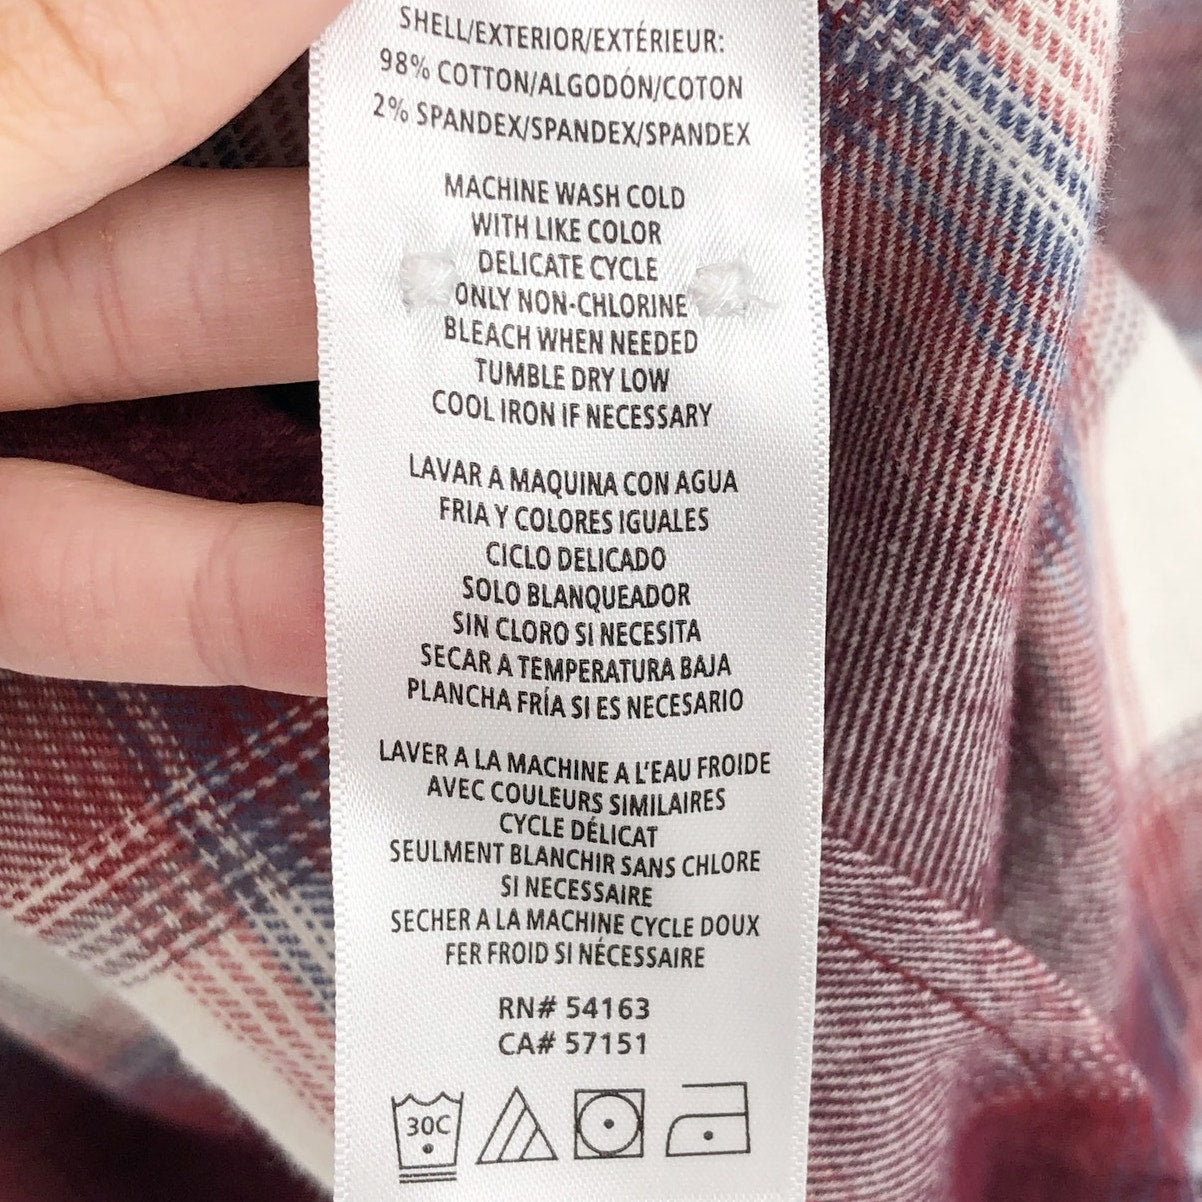 SHELL/EXTERIOR/EXTÉRIEUR:
98% COTTON/ALGODÓN/COTON
2% SPANDEX/SPANDEX/SPANDEX
MACHINE WASH COLD
WITH LIKE COLOR
DELICATE CYCLE
ONLY NON-CHLORINE
BLEACH WHEN NEEDED
TUMBLE DRY LOW
COOL IRON IF NECESSARY
LAVAR A MAQUINA CON AGUA
FRIA Y COLORES IGUALES
CICLO DELICADO
SOLO BLANQUEADOR
SIN CLORO SI NECESITA
SECAR A TEMPERATURA BAJA
PLANCHA FRÍA SI ES NECESARIO
LAVER A LA MACHINE A L'EAU FROIDE
AVEC COULEURS SIMILAIRES
CYCLE DÉLICAT
SEULMENT BLANCHIR SANS CHLORE
SI NECESSAIRE
SECHER A LA MACHINE CYCLE DOUX
FER FROID SI NÉCESSAIRE
RN# 54163
CA# 57151
30C